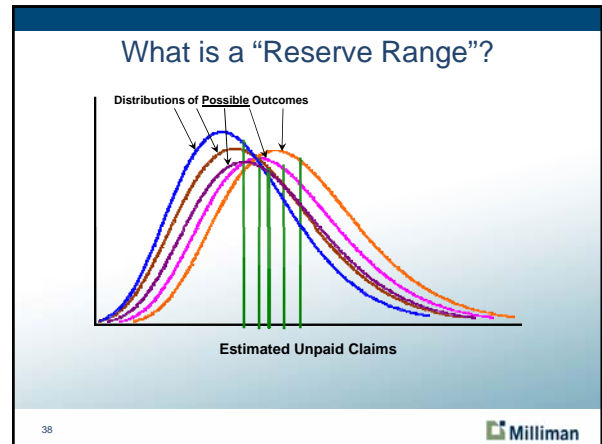 What is a “Reserve Range”?
Distributions of Possible Outcomes
Estimated Unpaid Claims
38
Milliman